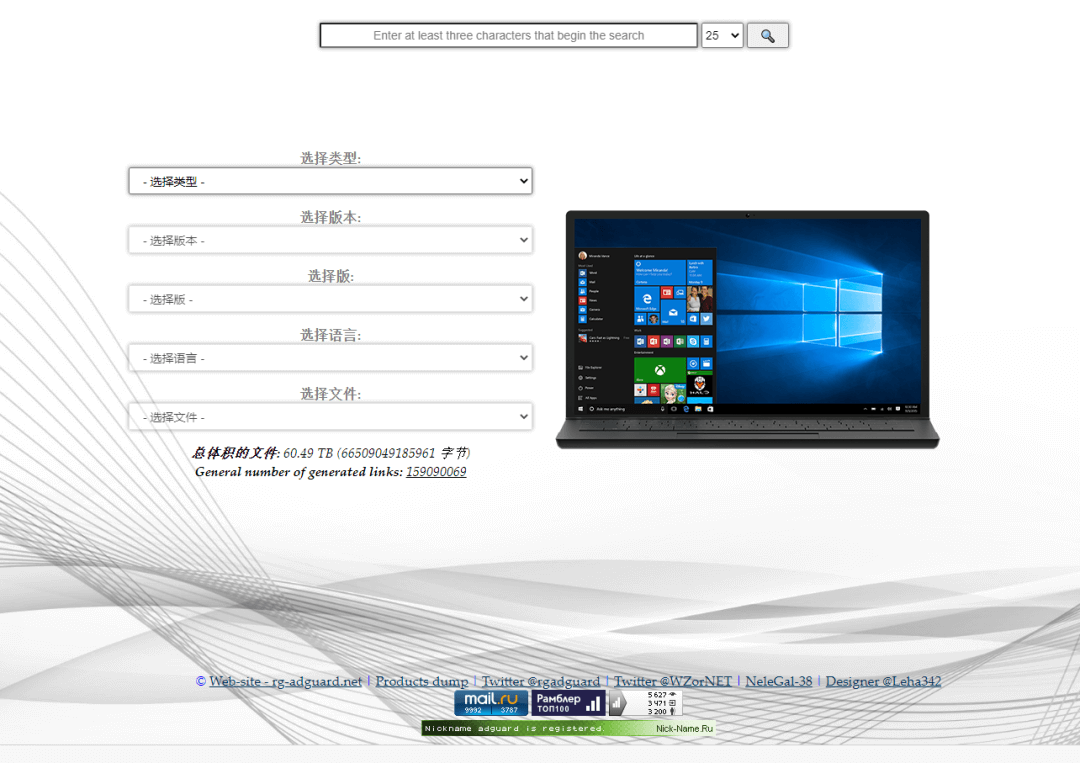 Enter at least three characters that begin the search
25
选择类型:
- 选择类型 -
选择版本:
- 选择版本 -
选择版:
- 选择版 -
选择语言:
- 选择语言 -
选择文件:
- 选择文件 -
总体积的文件: 60.49 TB (66509049185961 字节)
General number of generated links: 159090069
© Web-site - rg-adguard.net | Products dump | Twitter @rgadguard | Twitter @WZorNET | NeleGal-38 | Designer @Leha342
mail.ru
9992 3787
Рамблер
ТОП100
5 627
3 471
3 200
Nickname adguard is registered
Nick-Name.Ru